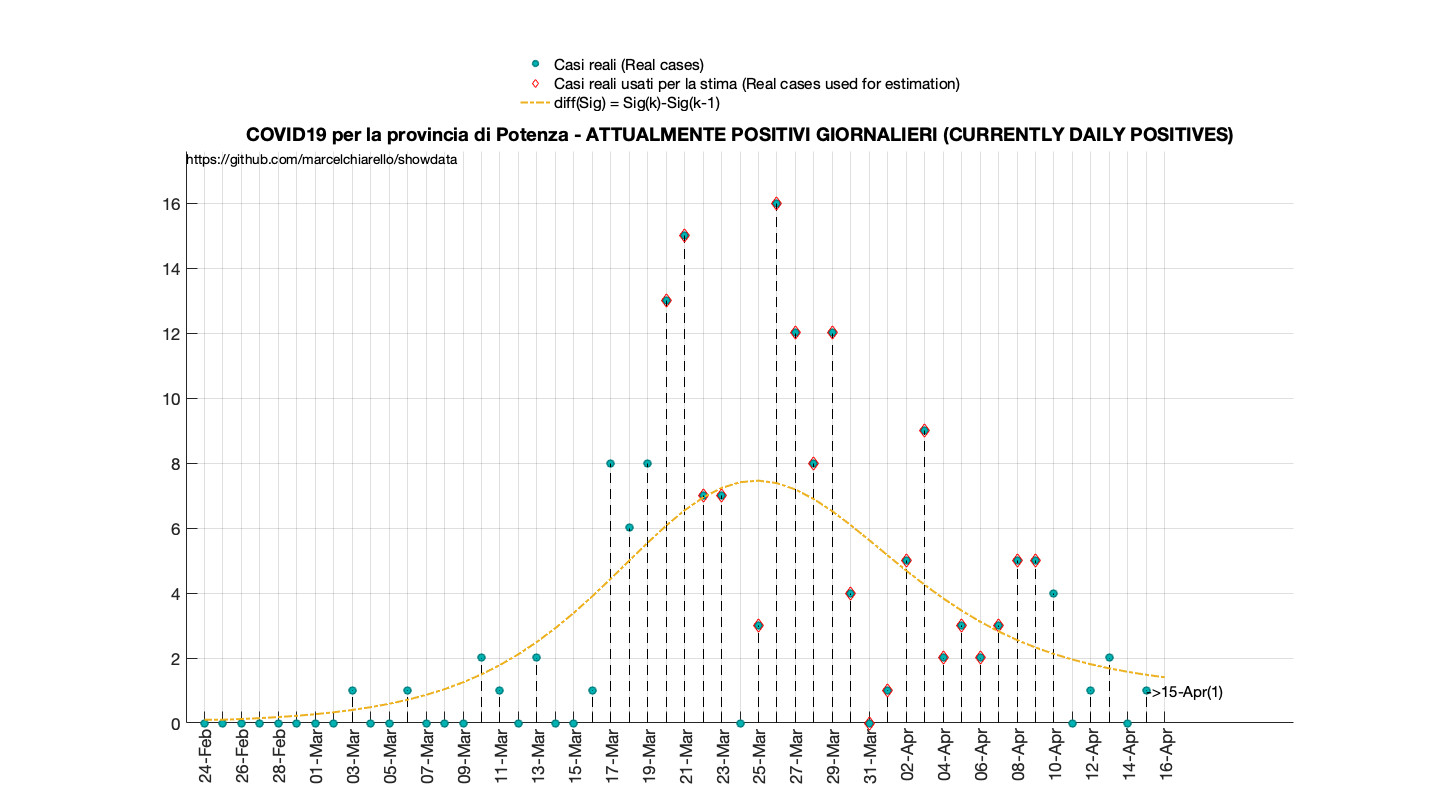 Casi reali (Real cases)
Casi reali usati per la stima (Real cases used for estimation)
diff(Sig) = Sig(k)-Sig(k-1)
COVID19 per la provincia di Potenza - ATTUALMENTE POSITIVI GIORNALIERI (CURRENTLY DAILY POSITIVES)
https://github.com/marcelchiarello/showdata
16
14
12
10
8
6
4
2
0
->15-Apr(1)
24-Feb
26-Feb
28-Feb
01-Mar
03-Mar
05-Mar
07-Mar
09-Mar
11-Mar
13-Mar
15-Mar
17-Mar
19-Mar
21-Mar
23-Mar
25-Mar
27-Mar
29-Mar
31-Mar
02-Apr
04-Apr
06-Apr
08-Apr
10-Apr
12-Apr
14-Apr
16-Apr